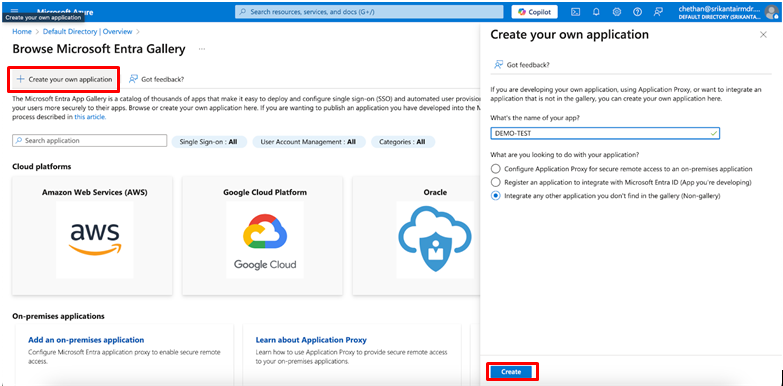 Microsoft Azure
Search resources, services, and docs (G+/)
Copilot
chethan@srikantairmdr....
DEFAULT DIRECTORY (SRIKANTA...
Create your own application
Home > Default Directory | Overview >
Browse Microsoft Entra Gallery ...
Create your own application
Got feedback?
The Microsoft Entra App Gallery is a catalog of thousands of apps that make it easy to deploy and configure single sign-on (SSO) and automated user provision
your users more securely to their apps. Browse or create your own application here. If you are wanting to publish an application you have developed into the M
process described in this article.
Search application
Single Sign-on : All
User Account Management : All
Categories : All
Cloud platforms
Amazon Web Services (AWS)
aws
Google Cloud Platform
Google Cloud
Oracle
On-premises applications
Add an on-premises application
Configure Microsoft Entra application proxy to enable secure remote
access.
Learn about Application Proxy
Learn how to use Application Proxy to provide secure remote access
to your on-premises applications.
Create your own application
Got feedback?
If you are developing your own application, using Application Proxy, or want to integrate an
application that is not in the gallery, you can create your own application here.
What's the name of your app?
DEMO-TEST
What are you looking to do with your application?
Configure Application Proxy for secure remote access to an on-premises application
Register an application to integrate with Microsoft Entra ID (App you're developing)
Integrate any other application you don't find in the gallery (Non-gallery)
Create